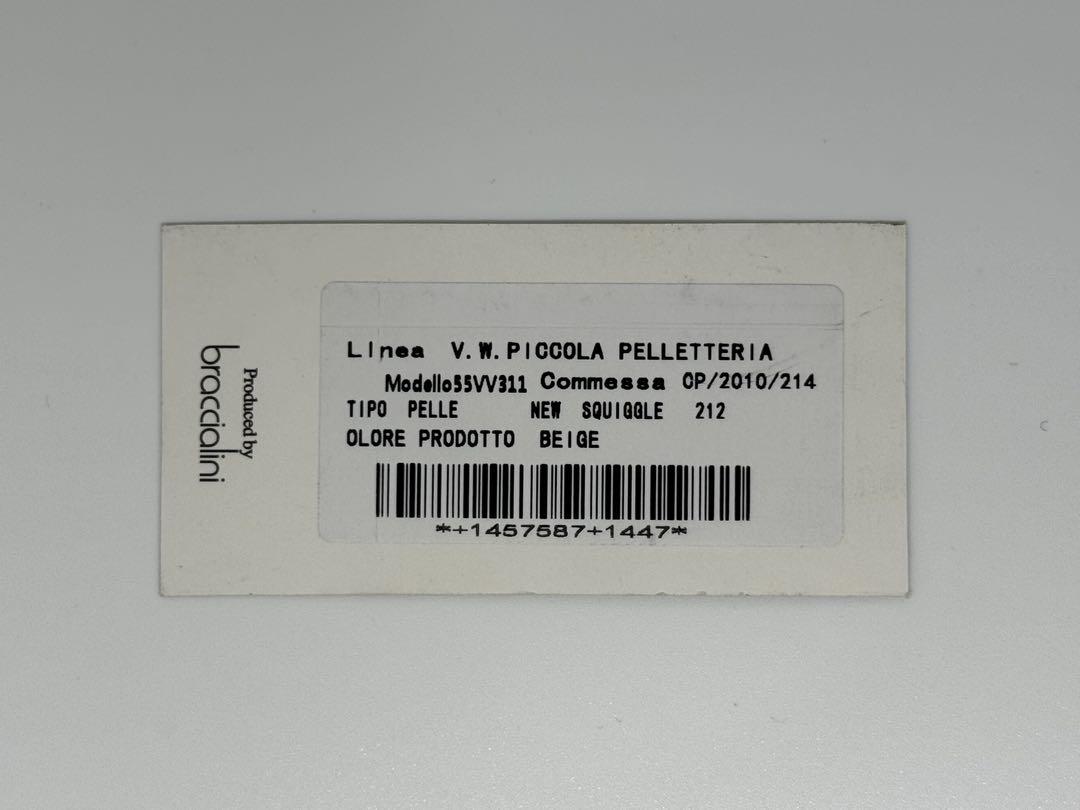 Produced by
braccialini
Linea V.W.PICCOLA PELLETTERIA
Modello55VV311 Commessa CP/2010/214
TIPO PELLE NEW SQUIGGLE 212
OLORE PRODOTTO BEIGE
*+1457587+1447*